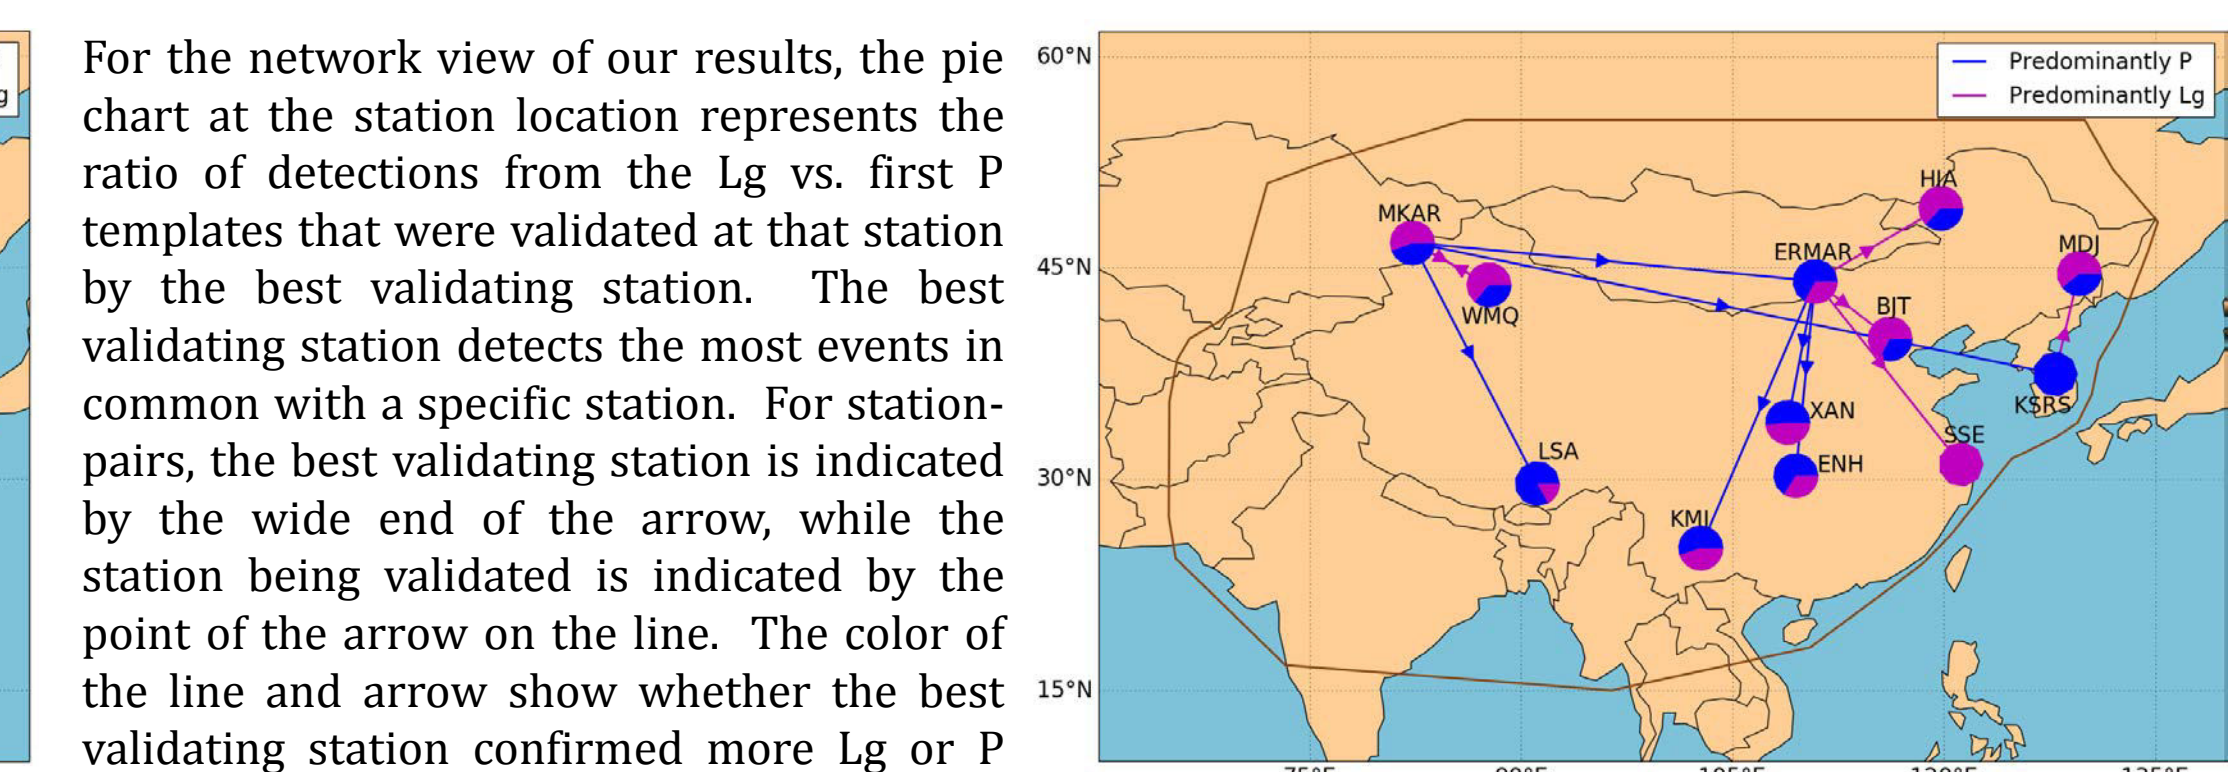 g
For the network view of our results, the pie
chart at the station location represents the
ratio of detections from the Lg vs. first P
templates that were validated at that station
by the best validating station. The best
validating station detects the most events in
common with a specific station. For station-
pairs, the best validating station is indicated
by the wide end of the arrow, while the
station being validated is indicated by the
point of the arrow on the line. The color of
the line and arrow show whether the best
validating station confirmed more Lg or P
60°N
45°N
30°N
15°N
Predominantly P
Predominantly Lg
HIA
MKAR
MDJ
ERMAR
WMQ
BJT
KSRS
XAN
SSE
LSA
ENH
KMI
75°E
90°E
105°E
120°E
135°E